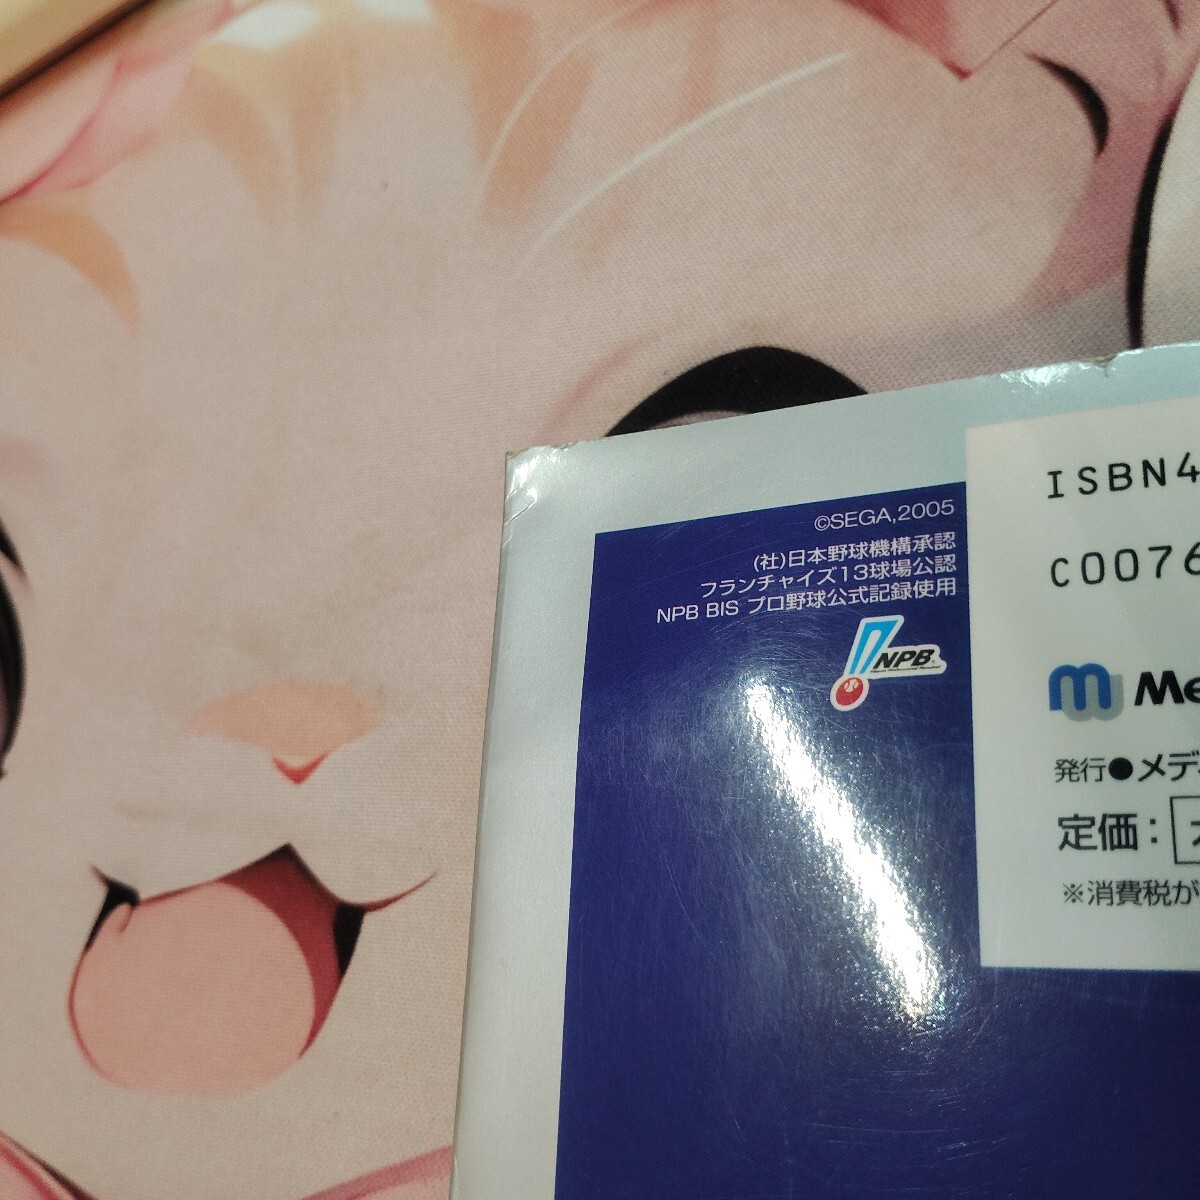 ©SEGA,2005
(社)日本野球機構承認
フランチャイズ13球場公認
NPB BIS プロ野球公式記録使用
NPB
ISBN4
C0076
m Me
発行●メデ
定価：
※消費税が